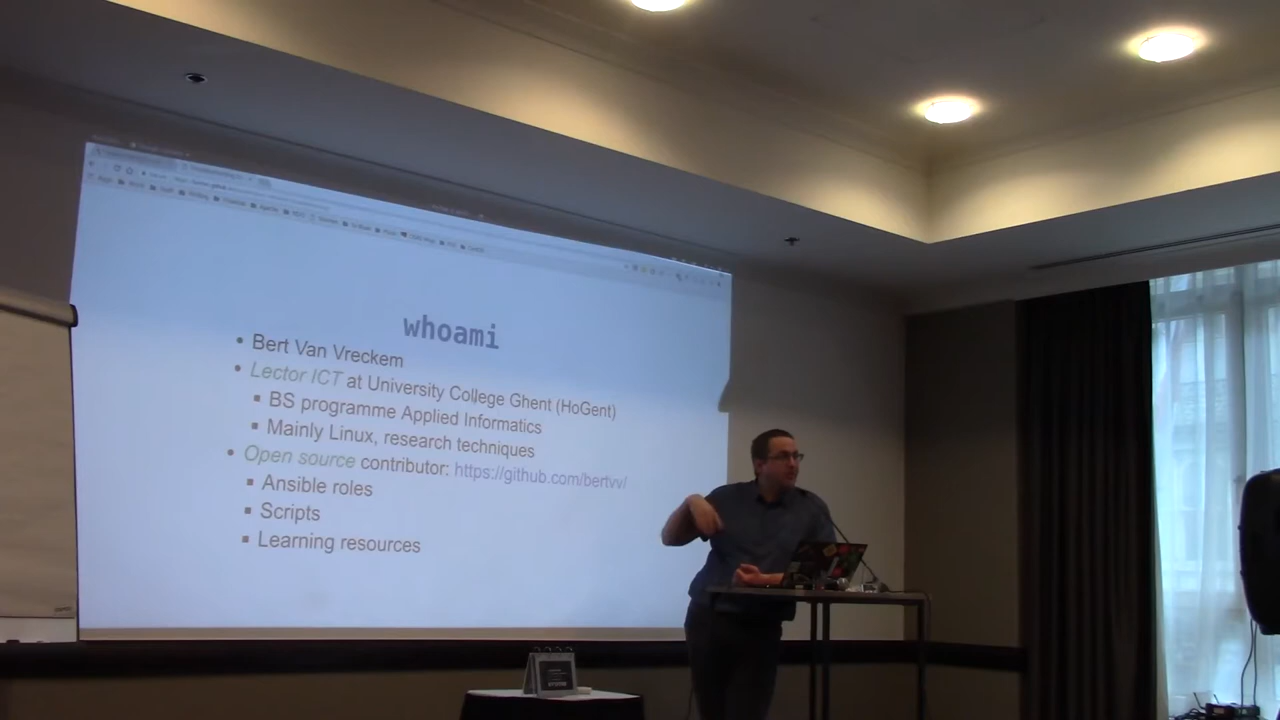 whoami
• Bert Van Vreckem
• Lector ICT at University College Ghent (HoGent)
▪ BS programme Applied Informatics
▪ Mainly Linux, research techniques
• Open source contributor: https://github.com/bertvv/
▪ Ansible roles
▪ Scripts
▪ Learning resources